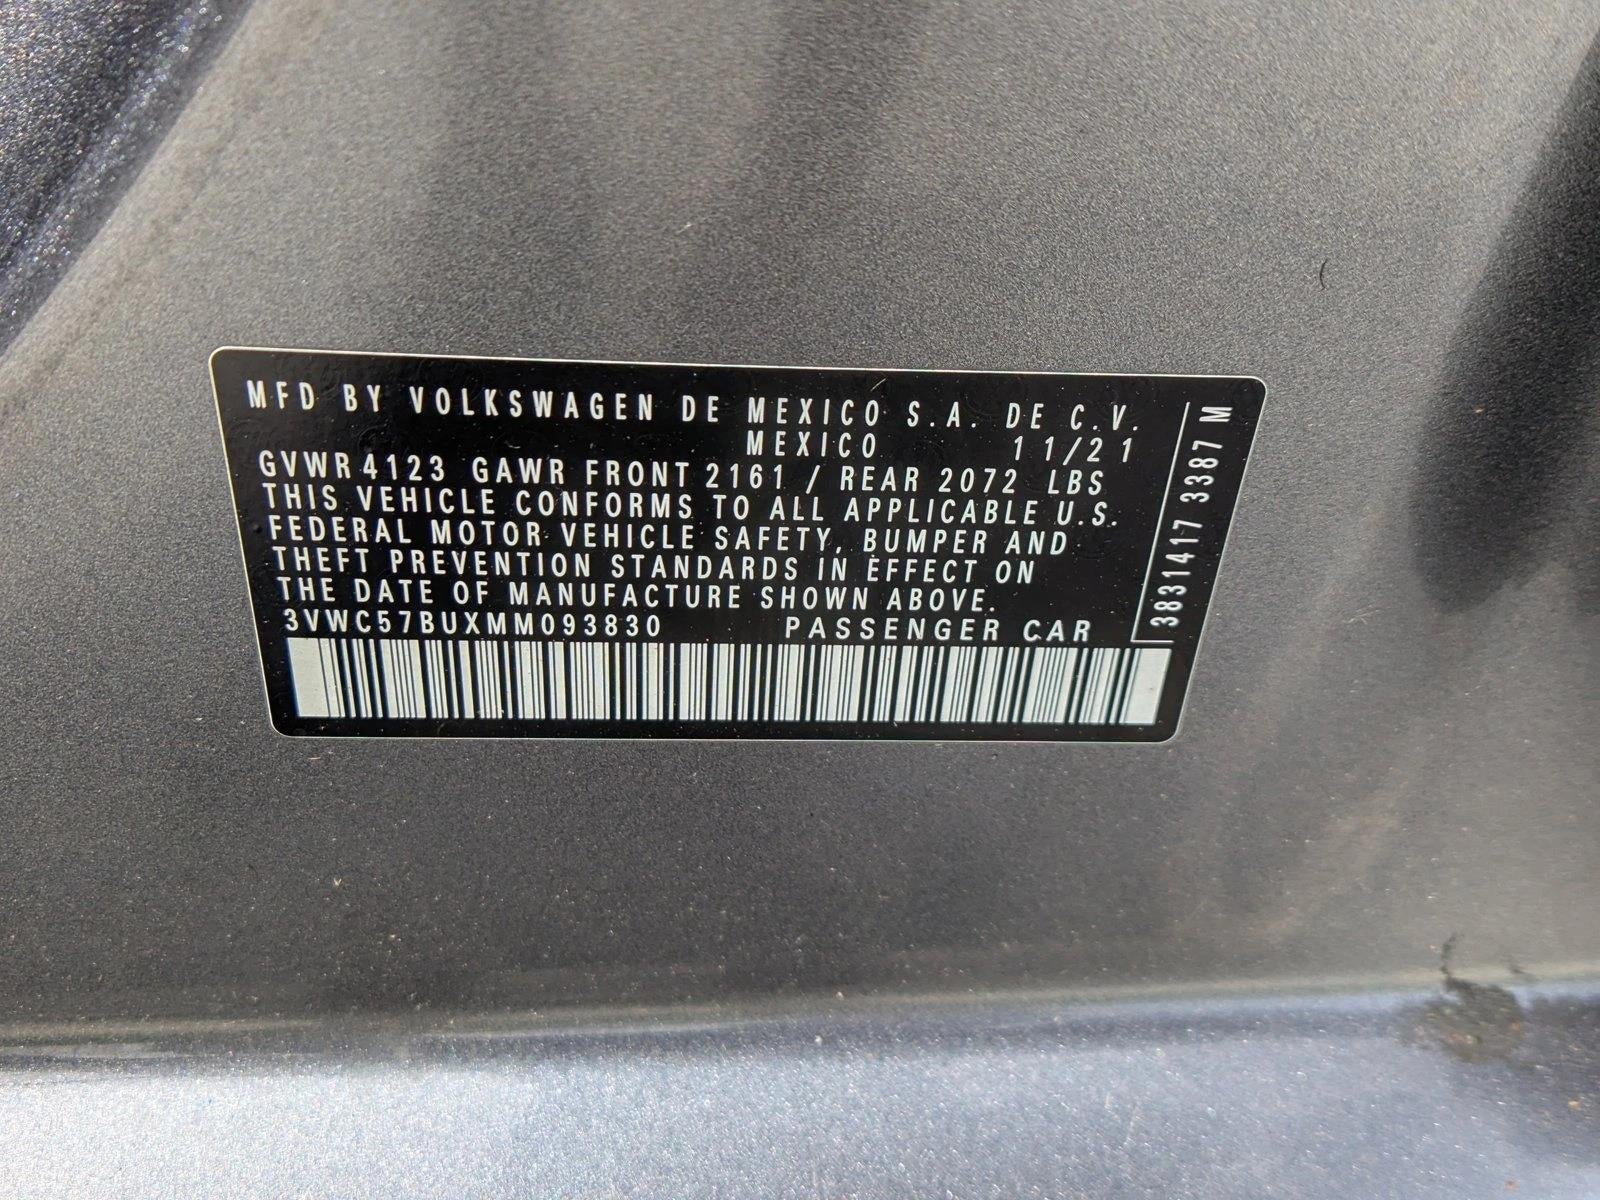 MFD BY VOLKSWAGEN DE MEXICO S.A. DE C.V.
MEXICO 11/21
GVWR 4123 GAWR FRONT 2161 / REAR 2072 LBS
THIS VEHICLE CONFORMS TO ALL APPLICABLE U.S.
FEDERAL MOTOR VEHICLE SAFETY, BUMPER AND
THEFT PREVENTION STANDARDS IN EFFECT ON
THE DATE OF MANUFACTURE SHOWN ABOVE.
3VWC57BUXMM093830 PASSENGER CAR
3831417 3387 M